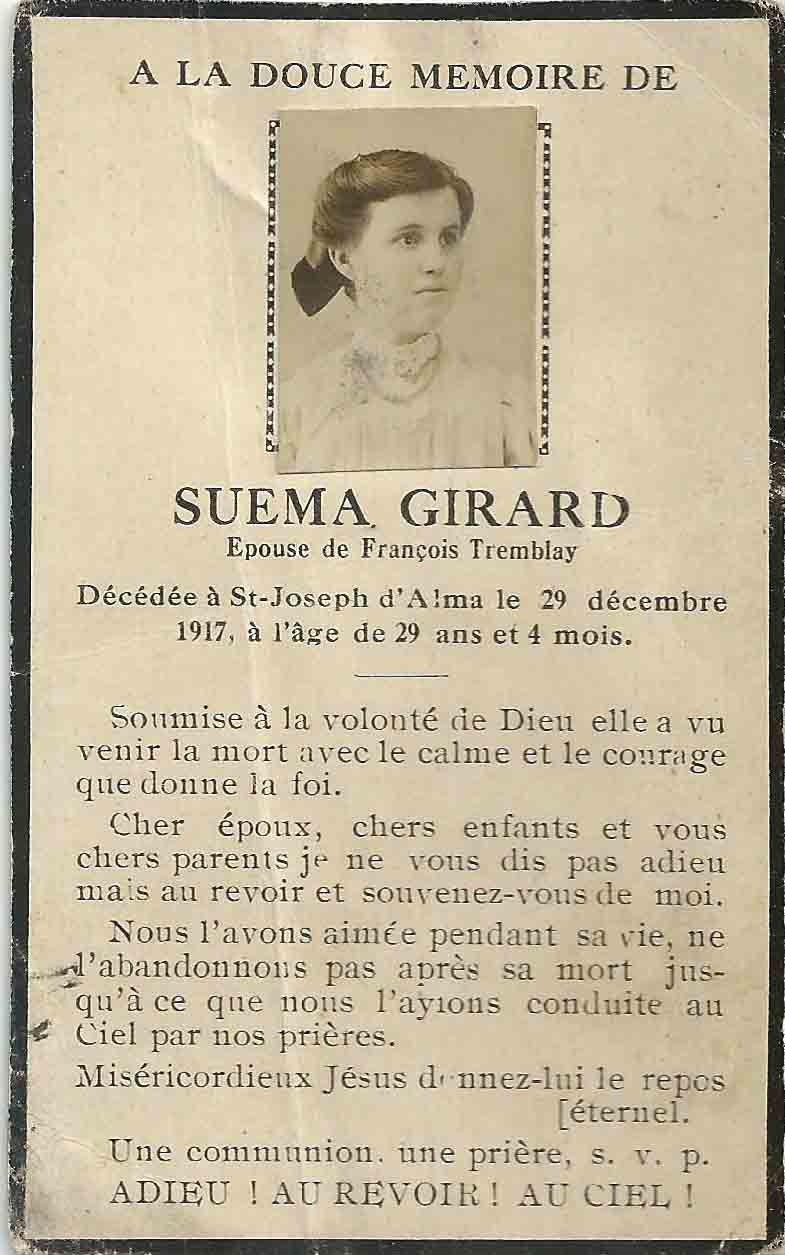 A LA DOUCE MEMOIRE DE
SUEMA GIRARD
Epouse de François Tremblay
Décédée à St-Joseph d'Alma le 29 décembre
1917, à l'âge de 29 ans et 4 mois.
Soumise à la volonté de Dieu elle a vu
venir la mort avec le calme et le courage
que donne la foi.
Cher époux, chers enfants et vous
chers parents je ne vous dis pas adieu
mais au revoir et souvenez-vous de moi.
Nous l'avons aimée pendant sa vie, ne
l'abandonnons pas après sa mort jus-
qu'à ce que nous l'ayions conduite au
Ciel par nos prières.
Miséricordieux Jésus donnez-lui le repos
[éternel.
Une communion, une prière, s. v. p.
ADIEU ! AU REVOIR ! AU CIEL !